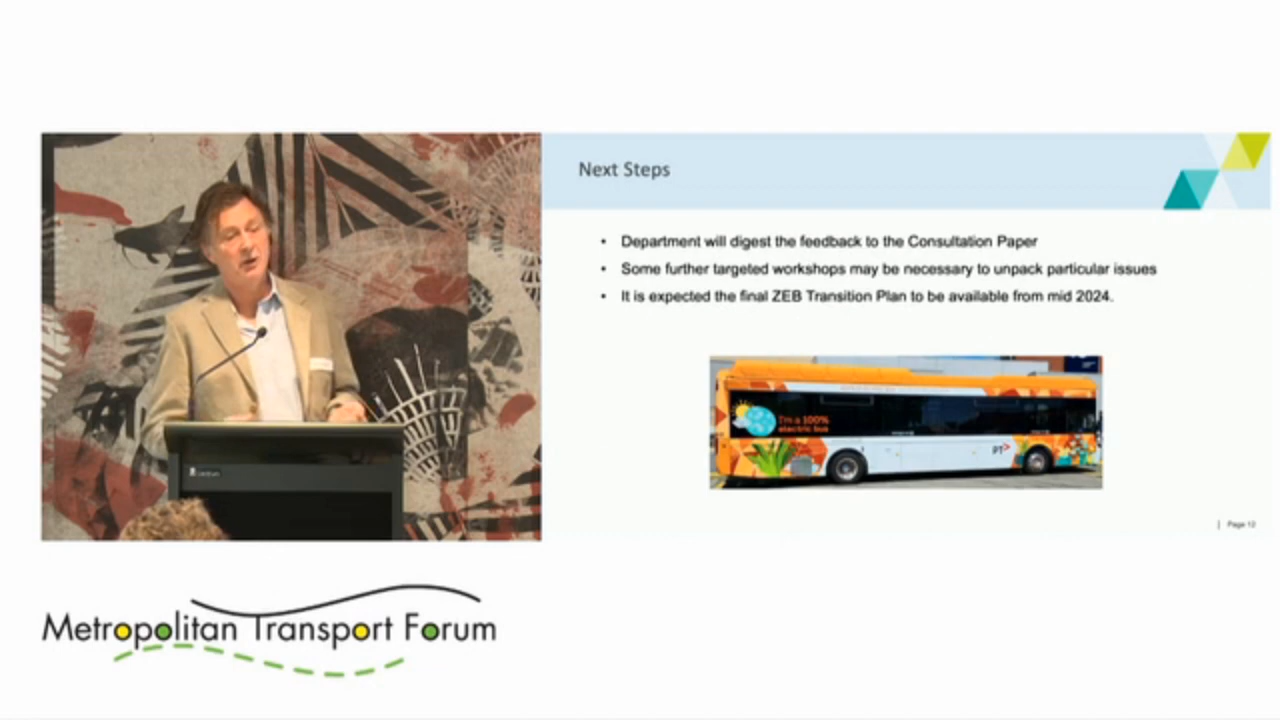 Next Steps
• Department will digest the feedback to the Consultation Paper
• Some further targeted workshops may be necessary to unpack particular issues
• It is expected the final ZEB Transition Plan to be available from mid 2024.
I'm a 100%
electric bus
PT>
| Page 12
Metropolitan Transport Forum